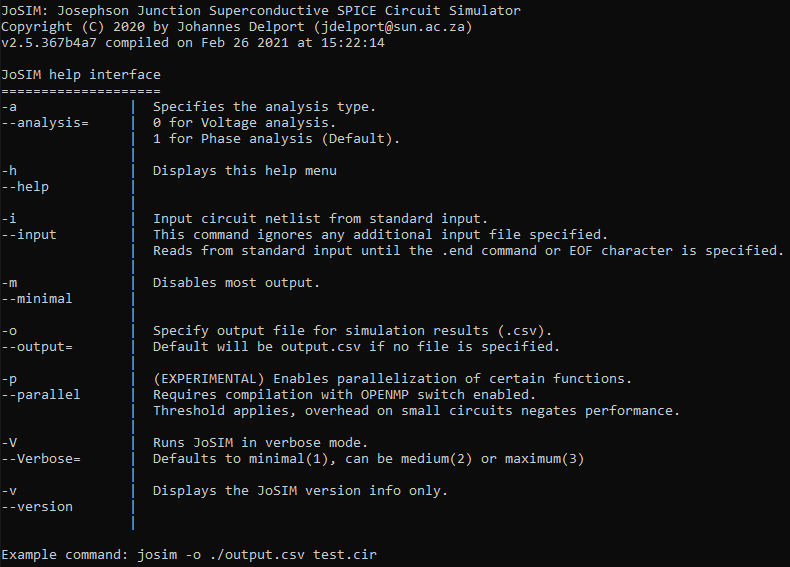 JoSIM: Josephson Junction Superconductive SPICE Circuit Simulator
Copyright (C) 2020 by Johannes Delport (jdelport@sun.ac.za)
v2.5.367b4a7 compiled on Feb 26 2021 at 15:22:14

JoSIM help interface
====================
-a              |  Specifies the analysis type.
--analysis=     |  0 for Voltage analysis.
                |  1 for Phase analysis (Default).
                |
-h              |  Displays this help menu
--help          |
                |
-i              |  Input circuit netlist from standard input.
--input         |  This command ignores any additional input file specified.
                |  Reads from standard input until the .end command or EOF character is specified.
                |
-m              |  Disables most output.
--minimal       |
                |
-o              |  Specify output file for simulation results (.csv).
--output=       |  Default will be output.csv if no file is specified.
                |
-p              |  (EXPERIMENTAL) Enables parallelization of certain functions.
--parallel      |  Requires compilation with OPENMP switch enabled.
                |  Threshold applies, overhead on small circuits negates performance.
                |
-V              |  Runs JoSIM in verbose mode.
--Verbose=      |  Defaults to minimal(1), can be medium(2) or maximum(3)
                |
-v              |  Displays the JoSIM version info only.
--version       |
                |

Example command: josim -o ./output.csv test.cir